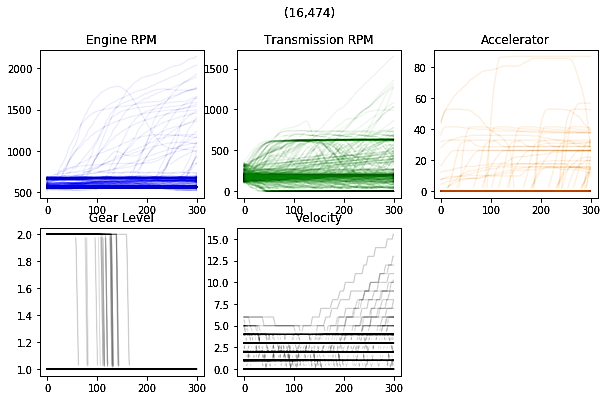 (16,474)
Engine RPM Transmission RPM Accelerator
2000 1500 80
1500 1000 60
1000 500 40
500 0 20
0
0 100 200 300 0 100 200 300 0 100 200 300
Gear Level Velocity
2.0 15.0
1.8 12.5
1.6 10.0
1.4 7.5
1.2 5.0
1.0 2.5
0.0
0 100 200 300 0 100 200 300